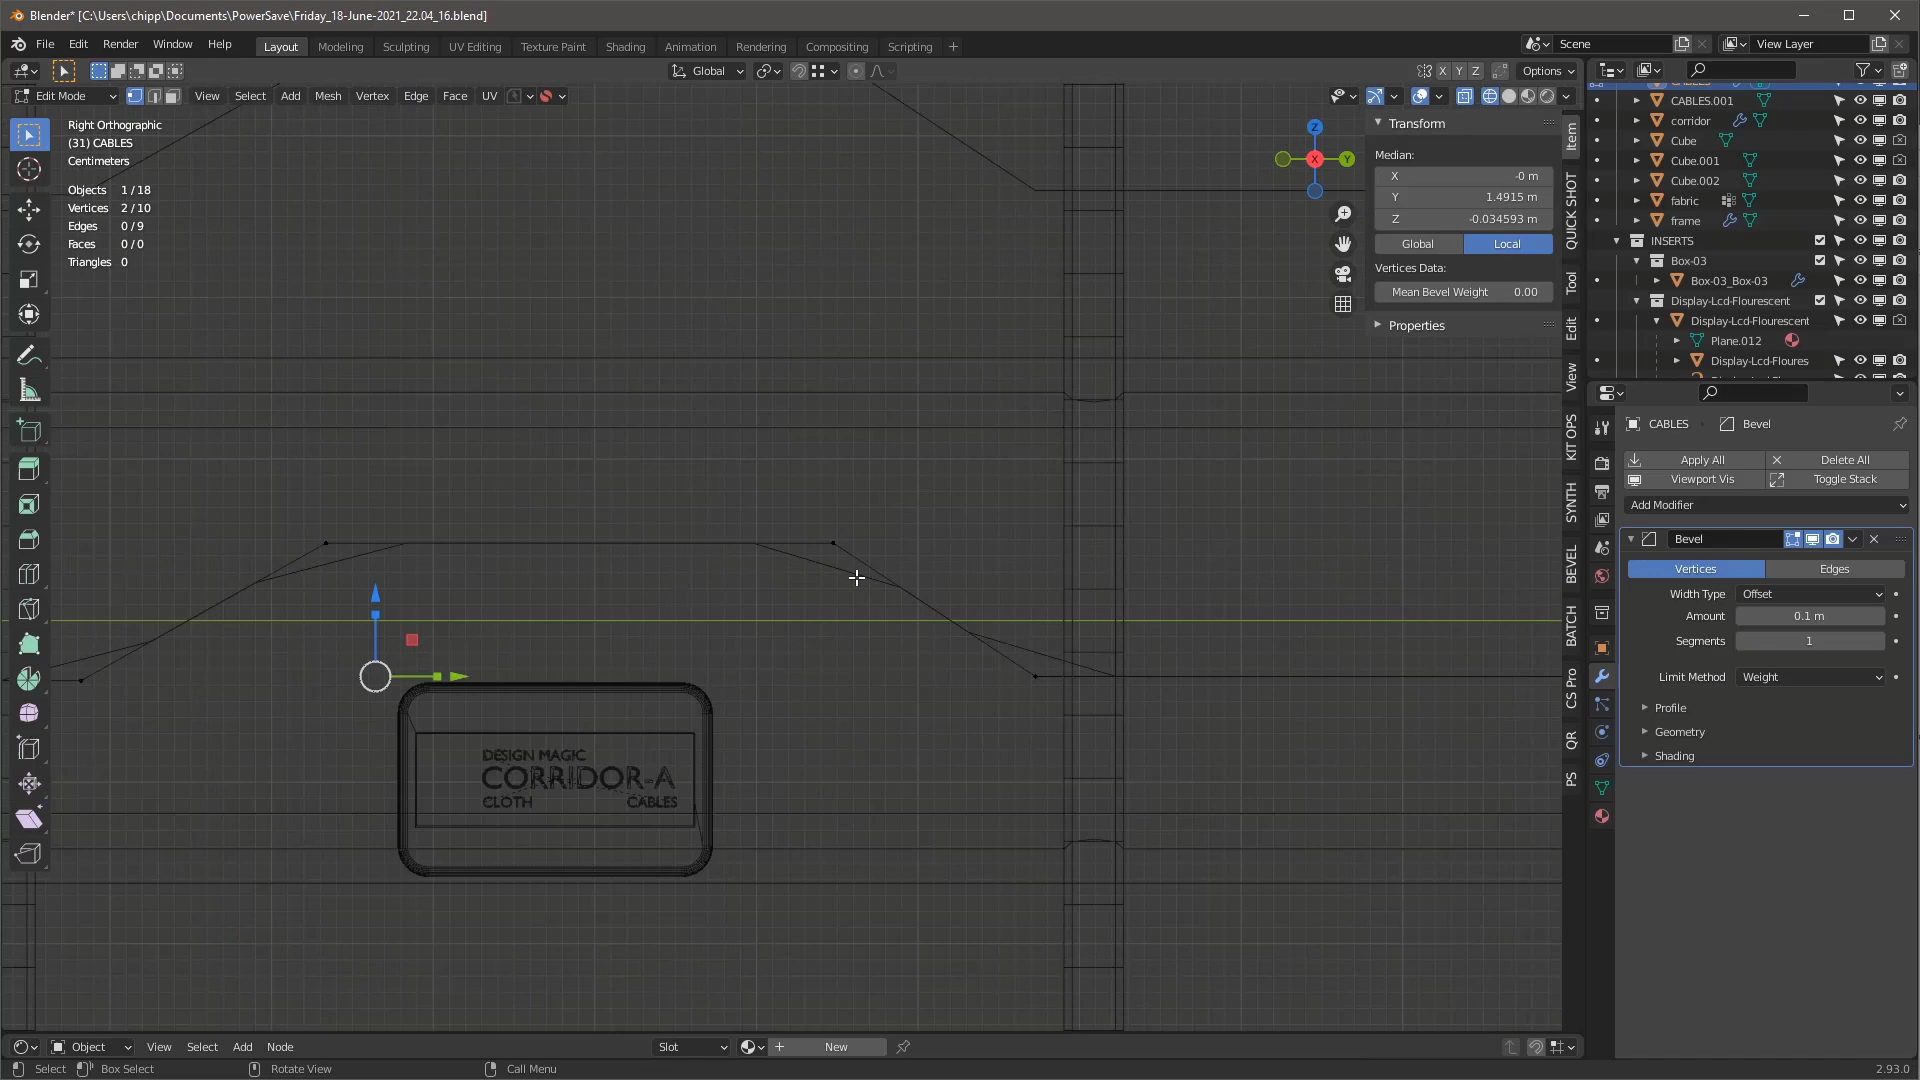 Blender* [C:\Users\chipp\Documents\PowerSave\Friday_18-June-2021_22.04_16.blend]
File Edit Render Window Help Layout Modeling Sculpting UV Editing Texture Paint Shading Animation Rendering Compositing Scripting + Scene View Layer
Global X Y Z Options
Edit Mode View Select Add Mesh Vertex Edge Face UV
Right Orthographic
(31) CABLES
Centimeters
Objects 1 / 18
Vertices 2 / 10
Edges 0 / 9
Faces 0 / 0
Triangles 0
Z
X
Y
Transform
Median:
X -0 m
Y 1.4915 m
Z -0.034593 m
Global Local
Vertices Data:
Mean Bevel Weight 0.00
Properties
Item
QUICK SHOT
Tool
Edit
View
KIT OPS
SYNTH
BEVEL
BATCH
CS Pro
QR
PS
CABLES.001
corridor
Cube
Cube.001
Cube.002
fabric
frame
INSERTS
Box-03
Box-03_Box-03
Display-Lcd-Flourescent
Display-Lcd-Flourescent
Plane.012
Display-Lcd-Floures
CABLES Bevel
Apply All Delete All
Viewport Vis Toggle Stack
Add Modifier
Bevel
Vertices Edges
Width Type Offset
Amount 0.1 m
Segments 1
Limit Method Weight
Profile
Geometry
Shading
DESIGN MAGIC
CORRIDOR-A
CLOTH CABLES
Object View Select Add Node Slot + New
Select Box Select Rotate View Call Menu 2.93.0